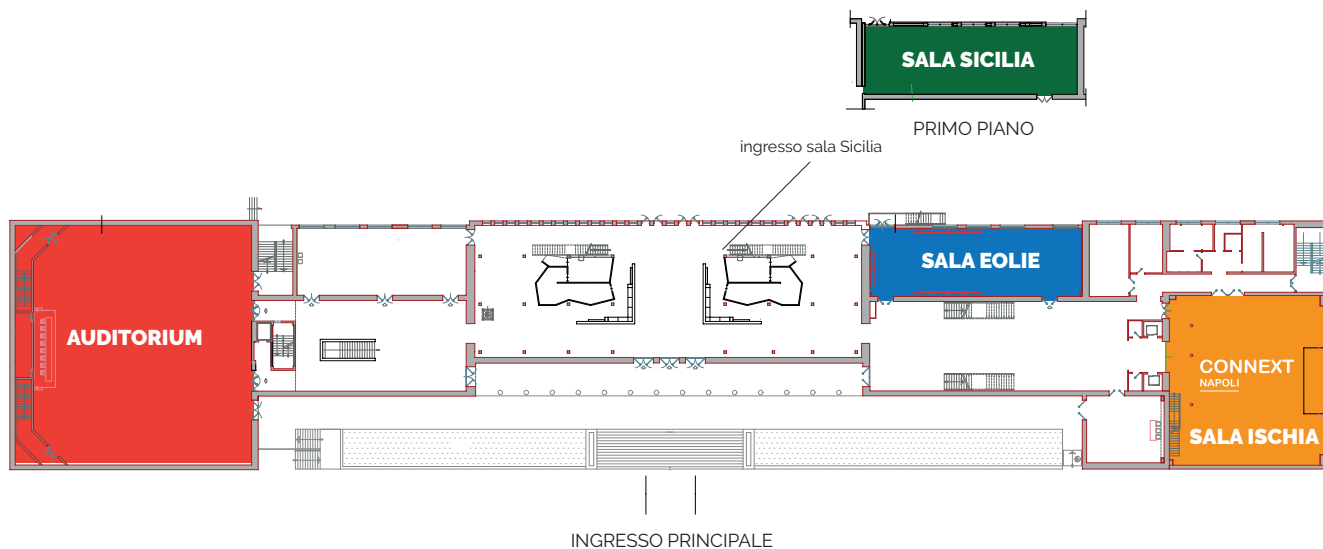 SALA SICILIA
PRIMO PIANO
ingresso sala Sicilia
SALA EOLIE
AUDITORIUM
CONNEXT
NAPOLI
SALA ISCHIA
INGRESSO PRINCIPALE